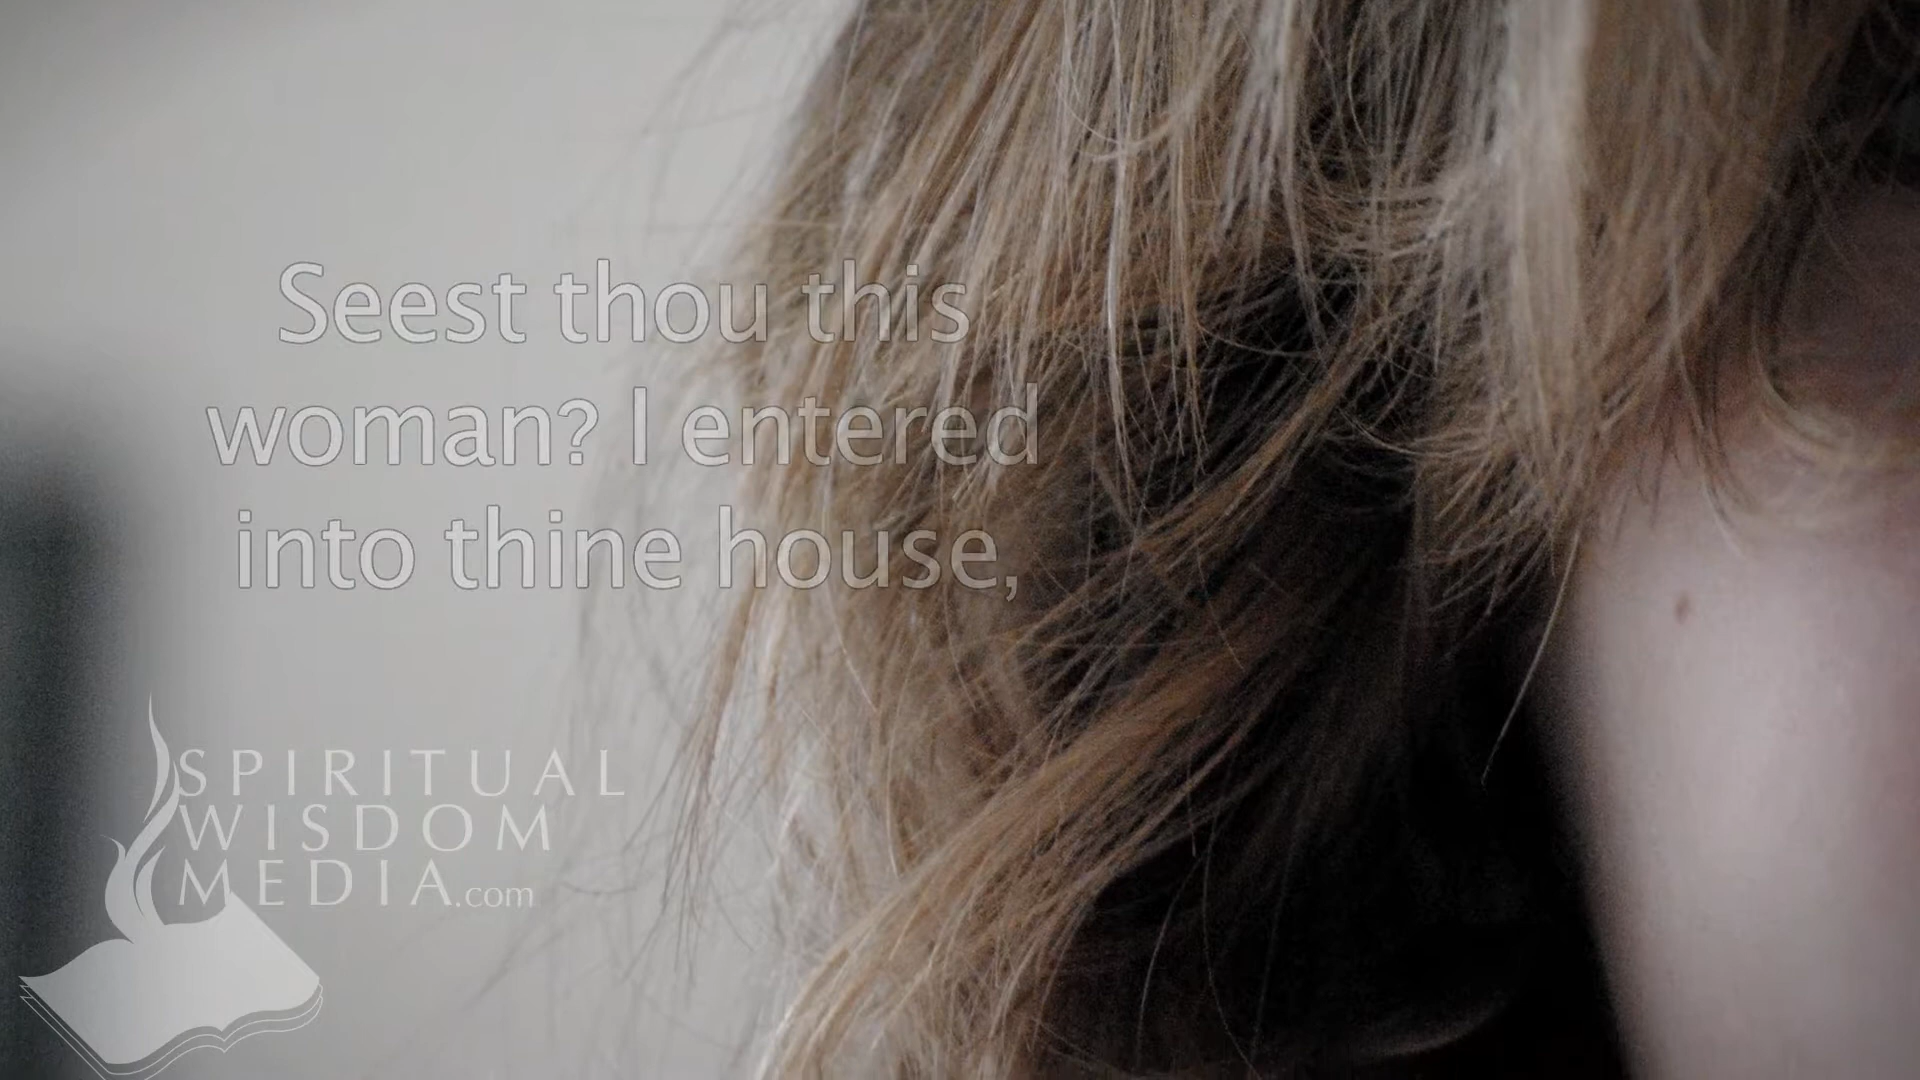 Seest thou this
woman? I entered
into thine house,
SPIRITUAL
WISDOM
MEDIA.com